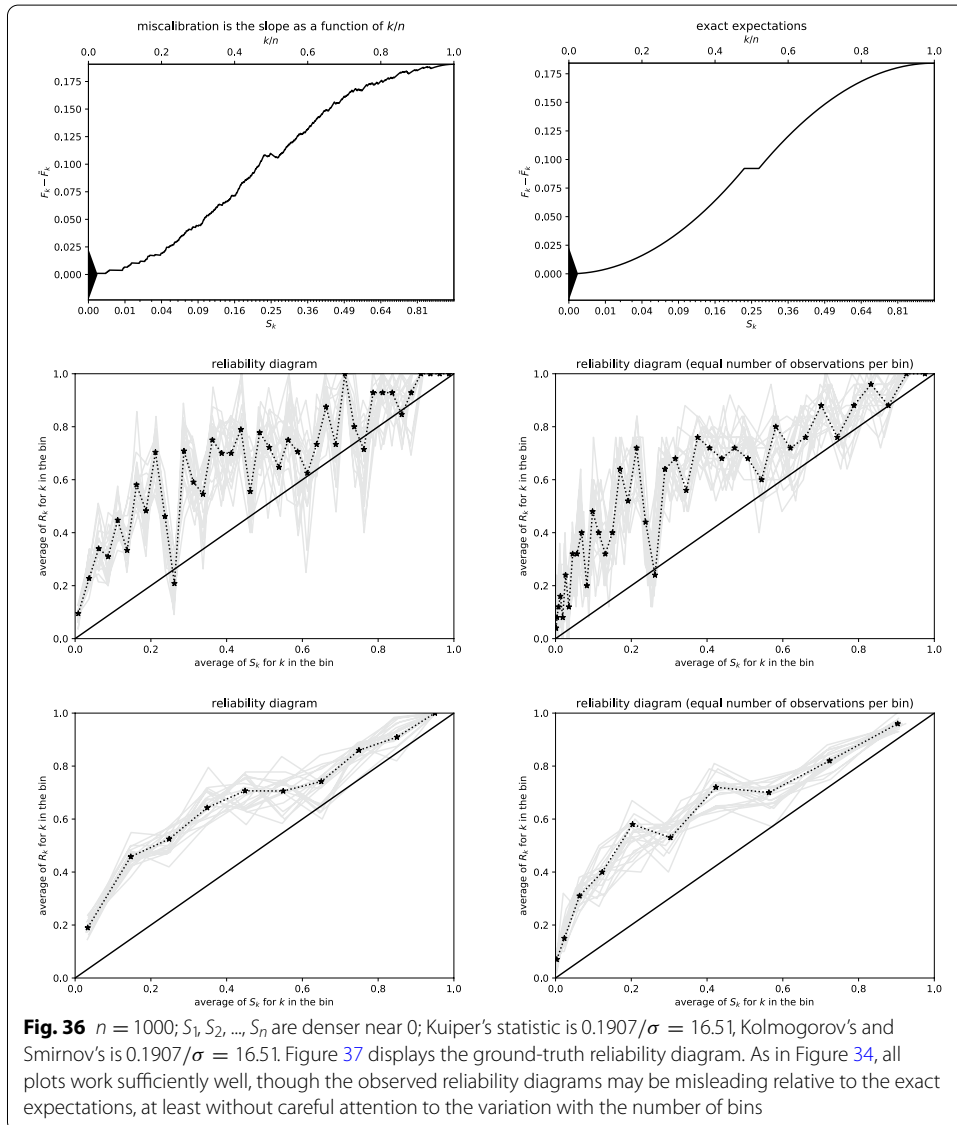 miscalibration is the slope as a function of k/n
k/n
0.0 0.2 0.4 0.6 0.8 1.0
0.175
0.150
0.125
0.100
0.075
0.050
0.025
0.000
F_k − F̃_k
0.00 0.01 0.04 0.09 0.16 0.25 0.36 0.49 0.64 0.81
S_k
exact expectations
k/n
0.0 0.2 0.4 0.6 0.8 1.0
0.175
0.150
0.125
0.100
0.075
0.050
0.025
0.000
F_k − F̃_k
0.00 0.01 0.04 0.09 0.16 0.25 0.36 0.49 0.64 0.81
S_k
reliability diagram
1.0
0.8
0.6
0.4
0.2
0.0
average of R_k for k in the bin
0.0 0.2 0.4 0.6 0.8 1.0
average of S_k for k in the bin
reliability diagram (equal number of observations per bin)
1.0
0.8
0.6
0.4
0.2
0.0
average of R_k for k in the bin
0.0 0.2 0.4 0.6 0.8 1.0
average of S_k for k in the bin
reliability diagram
1.0
0.8
0.6
0.4
0.2
0.0
average of R_k for k in the bin
0.0 0.2 0.4 0.6 0.8 1.0
average of S_k for k in the bin
reliability diagram (equal number of observations per bin)
1.0
0.8
0.6
0.4
0.2
0.0
average of R_k for k in the bin
0.0 0.2 0.4 0.6 0.8 1.0
average of S_k for k in the bin
Fig. 36 n = 1000; S₁, S₂, ..., Sₙ are denser near 0; Kuiper's statistic is 0.1907/σ = 16.51, Kolmogorov's and
Smirnov's is 0.1907/σ = 16.51. Figure 37 displays the ground-truth reliability diagram. As in Figure 34, all
plots work sufficiently well, though the observed reliability diagrams may be misleading relative to the exact
expectations, at least without careful attention to the variation with the number of bins